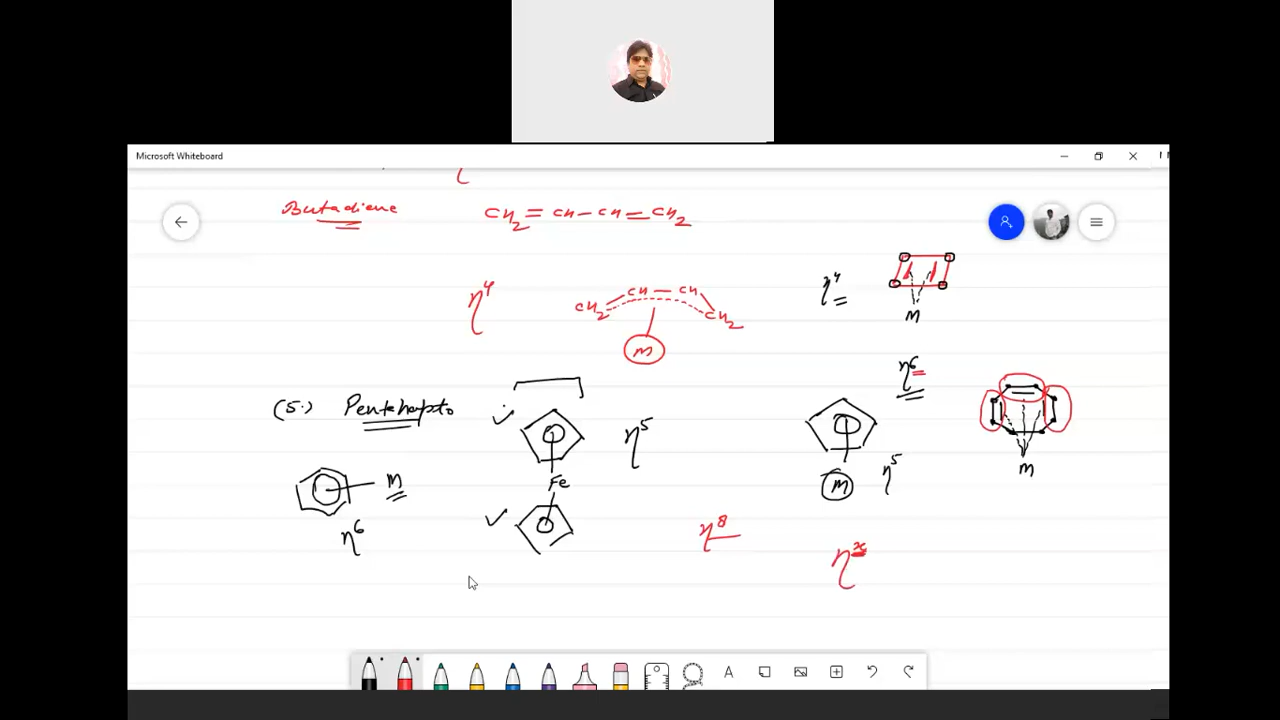 Microsoft Whiteboard
Butadiene CH₂=CH-CH=CH₂
η⁴ CH₂ CH CH CH₂
M
η⁴
M
η⁶
M
(5.) Pentahapto
η⁵
Fe
M
η⁵
M
η⁶
η⁸
ηˣ
A